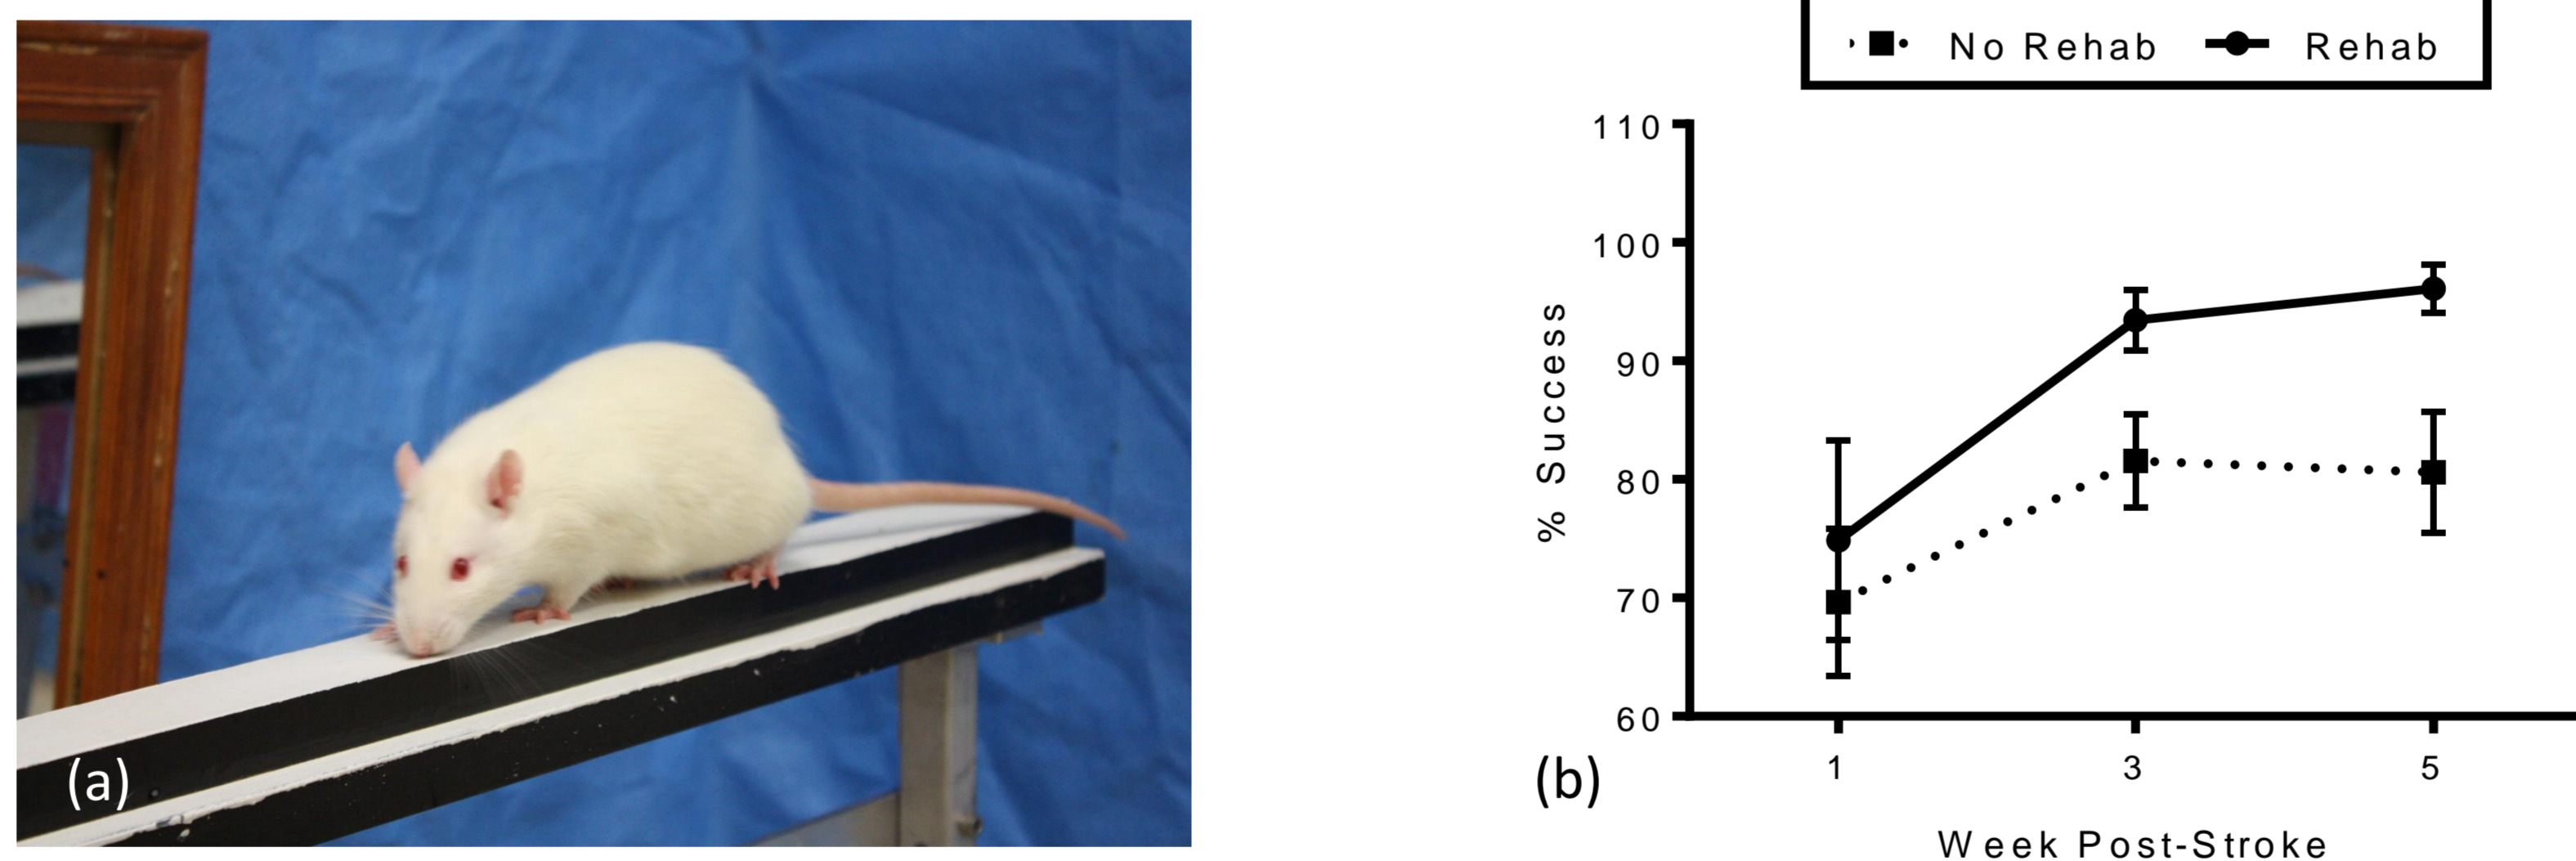 (a)
No Rehab Rehab
110
100
90
80
70
60
% Success
1 3 5
(b)
Week Post-Stroke